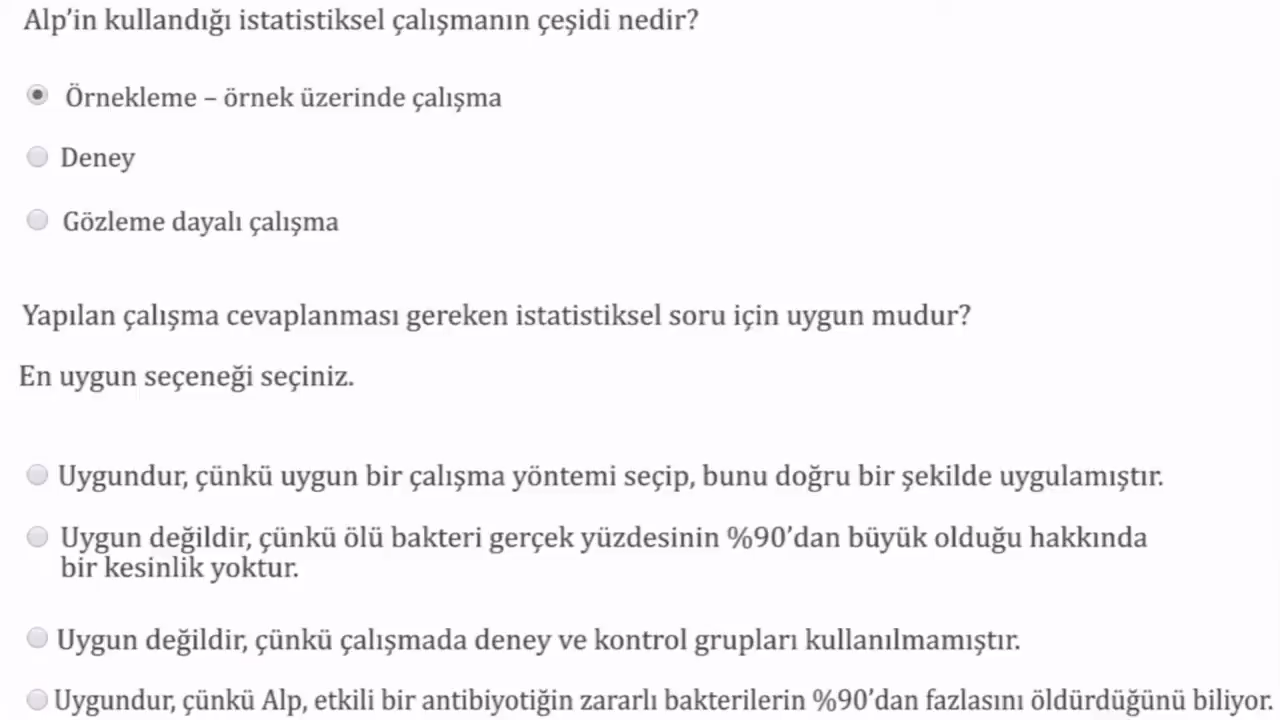 Alp’in kullandığı istatistiksel çalışmanın çeşidi nedir?
Örnekleme – örnek üzerinde çalışma
Deney
Gözleme dayalı çalışma
Yapılan çalışma cevaplanması gereken istatistiksel soru için uygun mudur?
En uygun seçeneği seçiniz.
Uygundur, çünkü uygun bir çalışma yöntemi seçip, bunu doğru bir şekilde uygulamıştır.
Uygun değildir, çünkü ölü bakteri gerçek yüzdesinin %90’dan büyük olduğu hakkında
bir kesinlik yoktur.
Uygun değildir, çünkü çalışmada deney ve kontrol grupları kullanılmamıştır.
Uygundur, çünkü Alp, etkili bir antibiyotiğin zararlı bakterilerin %90’dan fazlasını öldürdüğünü biliyor.